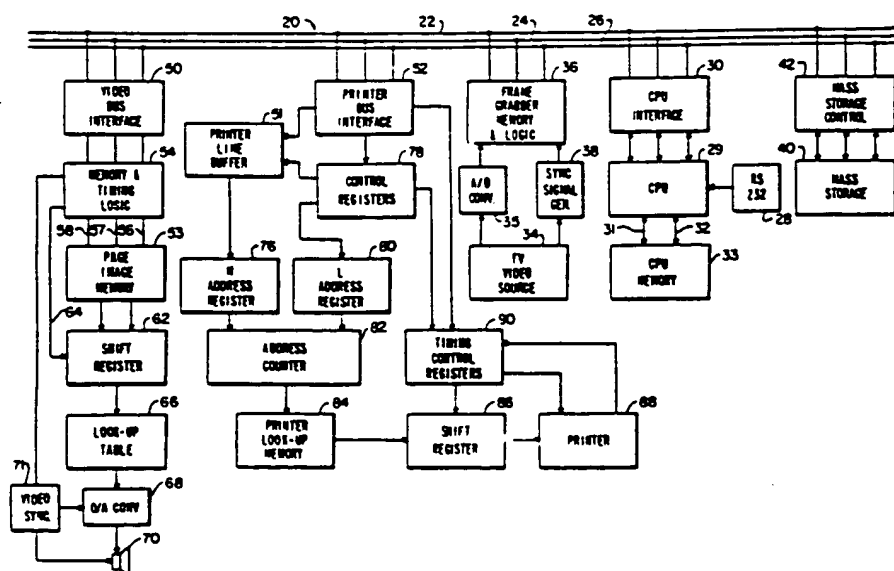 20
22
24
26
50
VIDEO
BUS
INTERFACE
52
PRINTER
BUS
INTERFACE
36
FRAME
GRABBER
MEMORY
& LOGIC
30
CPU
INTERFACE
42
MASS
STORAGE
CONTROL
51
PRINTER
LINE
BUFFER
54
MEMORY &
TIMING
LOGIC
78
CONTROL
REGISTERS
A/D
CONV.
35
38
SYNC
SIGNAL
GER.
29
CPU
RS
232
28
40
MASS STORAGE
58
57
56
53
PAGE
IMAGE
MEMORY
76
M
ADDRESS
REGISTER
80
L
ADDRESS
REGISTER
34
TV
VIDEO
SOURCE
31
32
CPU
MEMORY
33
64
62
SHIFT
REGISTER
82
ADDRESS
COUNTER
90
TIMING
CONTROL
REGISTERS
66
LOOK-UP
TABLE
84
PRINTER
LOOK-UP
MEMORY
86
SHIFT
REGISTER
88
PRINTER
71
VIDEO
SYNC
68
D/A CONV
70